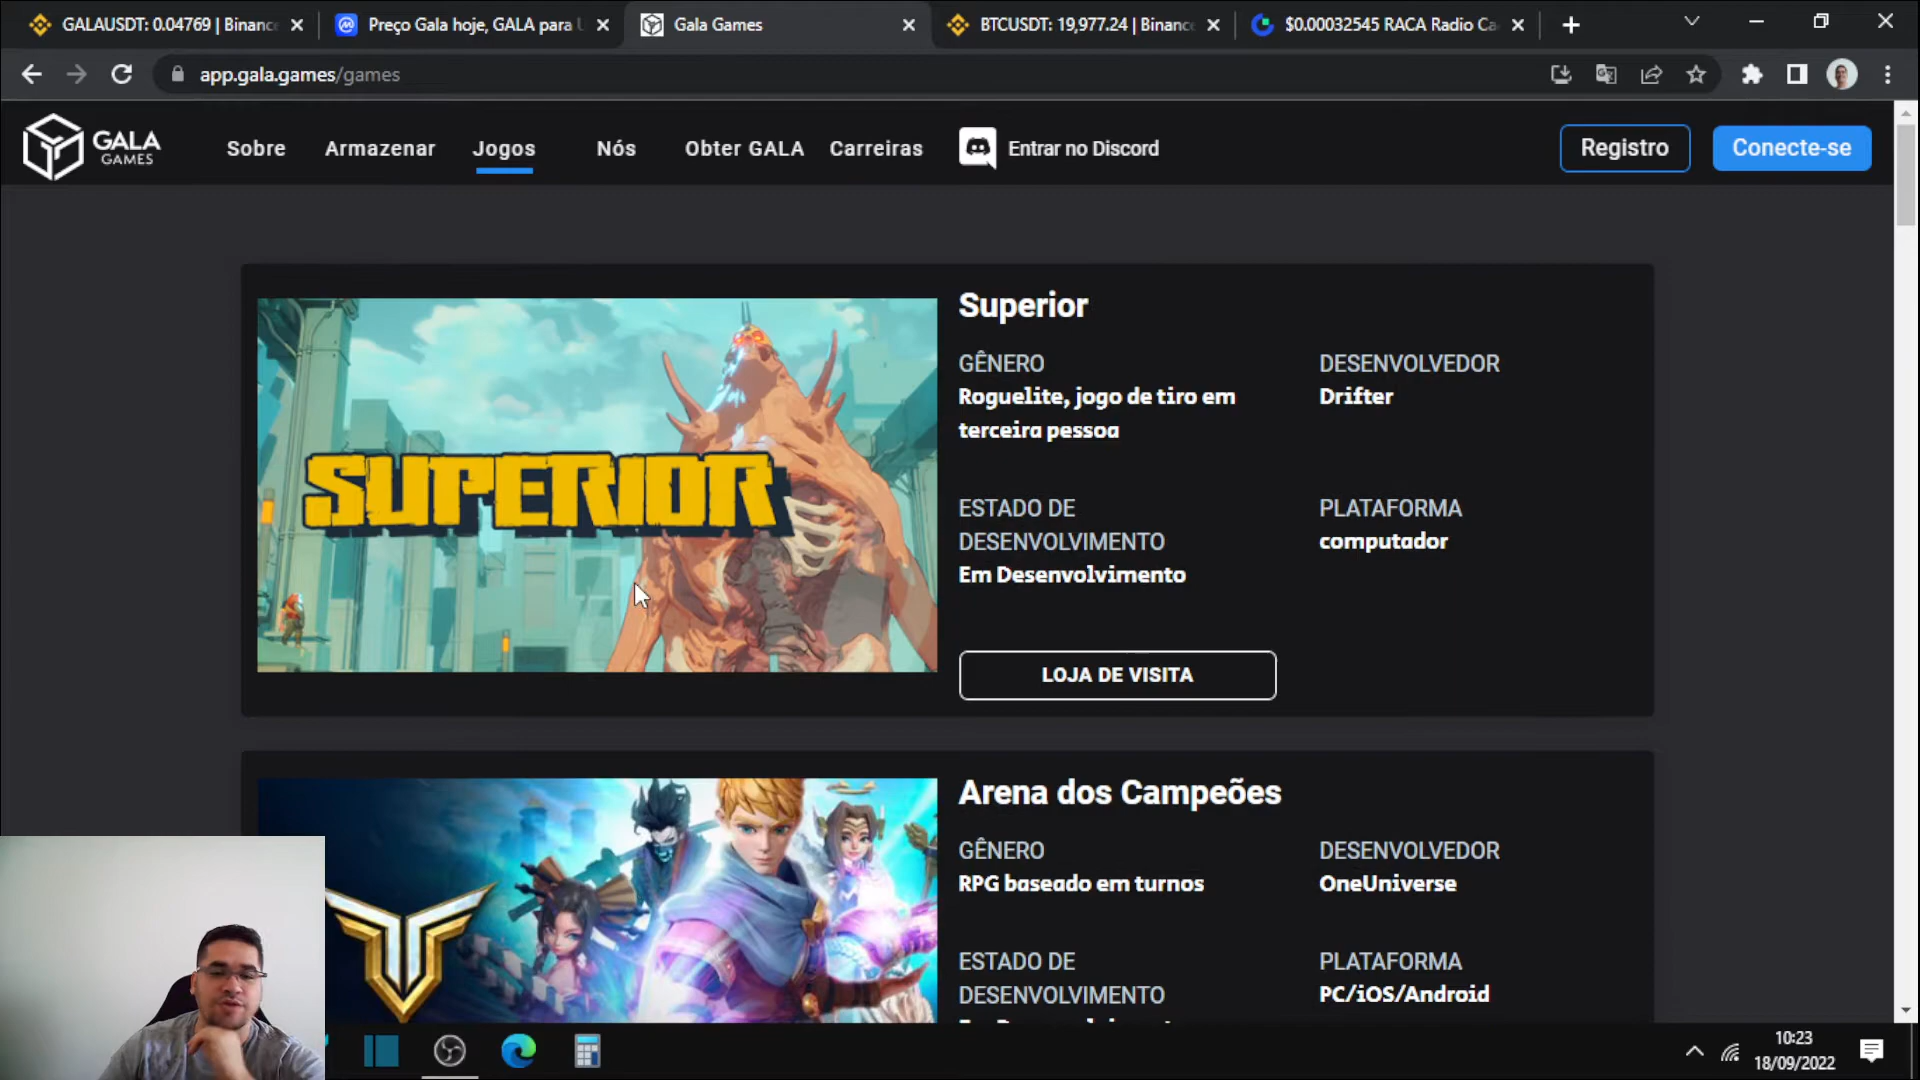 GALAUSDT: 0.04769 | Binanc
Preço Gala hoje, GALA para U
Gala Games
BTCUSDT: 19,977.24 | Binanc
$0.00032545 RACA Radio Ca
app.gala.games/games
GALA
GAMES
Sobre
Armazenar
Jogos
Nós
Obter GALA
Carreiras
Entrar no Discord
Registro
Conecte-se
SUPERIOR
Superior
GÊNERO
Roguelite, jogo de tiro em
terceira pessoa
DESENVOLVEDOR
Drifter
ESTADO DE
DESENVOLVIMENTO
Em Desenvolvimento
PLATAFORMA
computador
LOJA DE VISITA
Arena dos Campeões
GÊNERO
RPG baseado em turnos
DESENVOLVEDOR
OneUniverse
ESTADO DE
DESENVOLVIMENTO
PLATAFORMA
PC/iOS/Android
10:23
18/09/2022